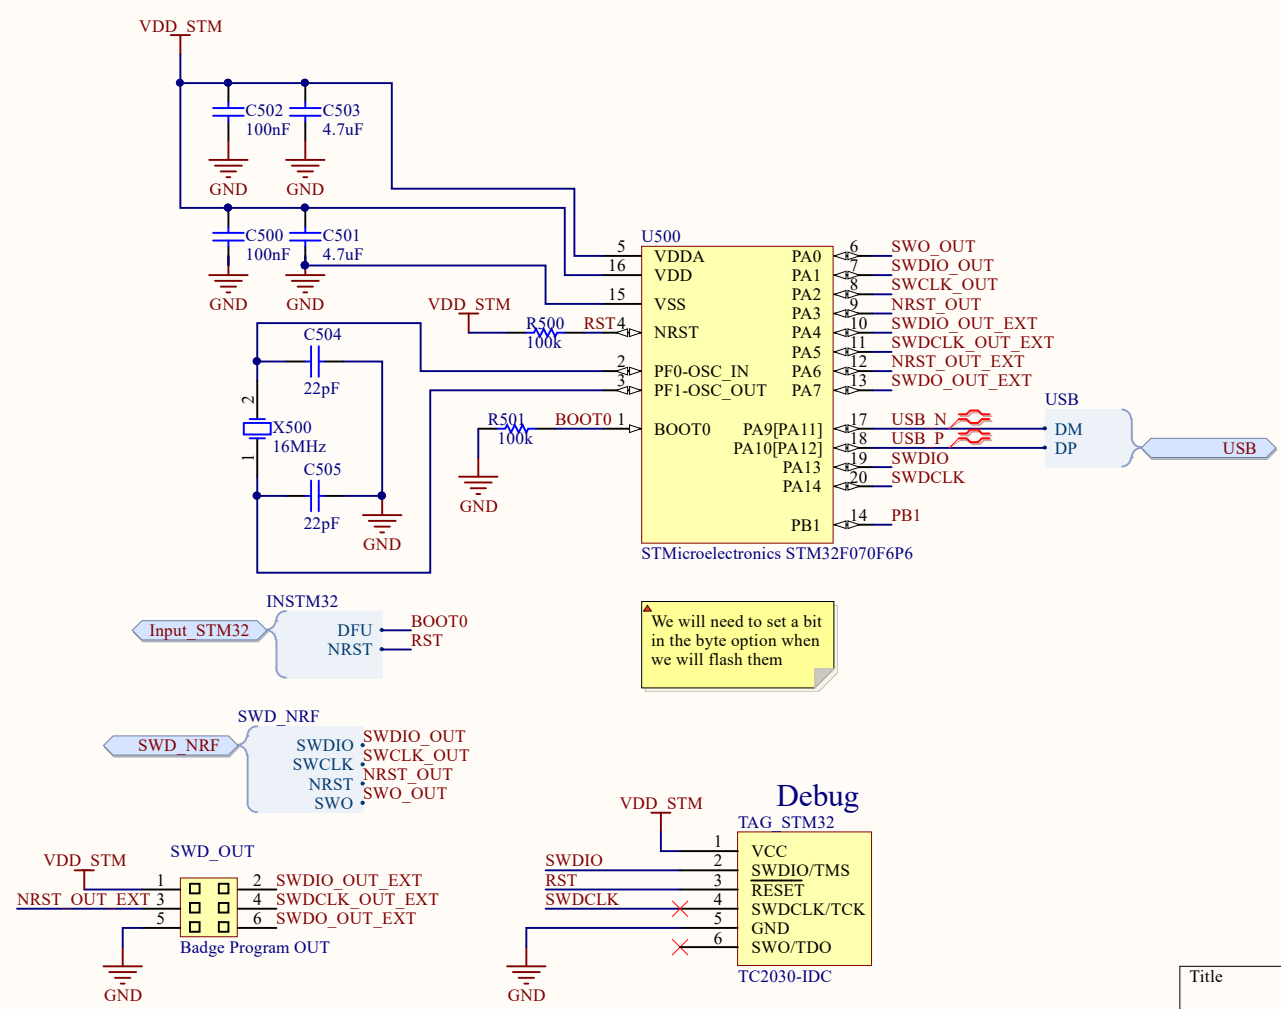 VDD_STM
C502
100nF
C503
4.7uF
GND
GND
C500
100nF
C501
4.7uF
GND
GND
U500
5
VDDA
16
VDD
15
VSS
VDD_STM
R500
100k
RST
4
NRST
2
PF0-OSC_IN
3
PF1-OSC_OUT
R501
100k
BOOT0
1
BOOT0
GND
C504
22pF
2
X500
16MHz
1
C505
22pF
GND
PA0
6
SWO_OUT
PA1
7
SWDIO_OUT
PA2
8
SWCLK_OUT
PA3
9
NRST_OUT
PA4
10
SWDIO_OUT_EXT
PA5
11
SWDCLK_OUT_EXT
PA6
12
NRST_OUT_EXT
PA7
13
SWDO_OUT_EXT
PA9[PA11]
17
USB_N
PA10[PA12]
18
USB_P
PA13
19
SWDIO
PA14
20
SWDCLK
PB1
14
PB1
STMicroelectronics STM32F070F6P6
USB
DM
DP
USB
INSTM32
Input_STM32
DFU
BOOT0
NRST
RST
We will need to set a bit
in the byte option when
we will flash them
SWD_NRF
SWD_NRF
SWDIO
SWDIO_OUT
SWCLK
SWCLK_OUT
NRST
NRST_OUT
SWO
SWO_OUT
SWD_OUT
VDD_STM
1
2
SWDIO_OUT_EXT
NRST_OUT_EXT
3
4
SWDCLK_OUT_EXT
5
6
SWDO_OUT_EXT
Badge Program OUT
GND
Debug
VDD_STM
TAG_STM32
1
VCC
SWDIO
2
SWDIO/TMS
RST
3
RESET
SWDCLK
4
SWDCLK/TCK
5
GND
6
SWO/TDO
TC2030-IDC
GND
Title